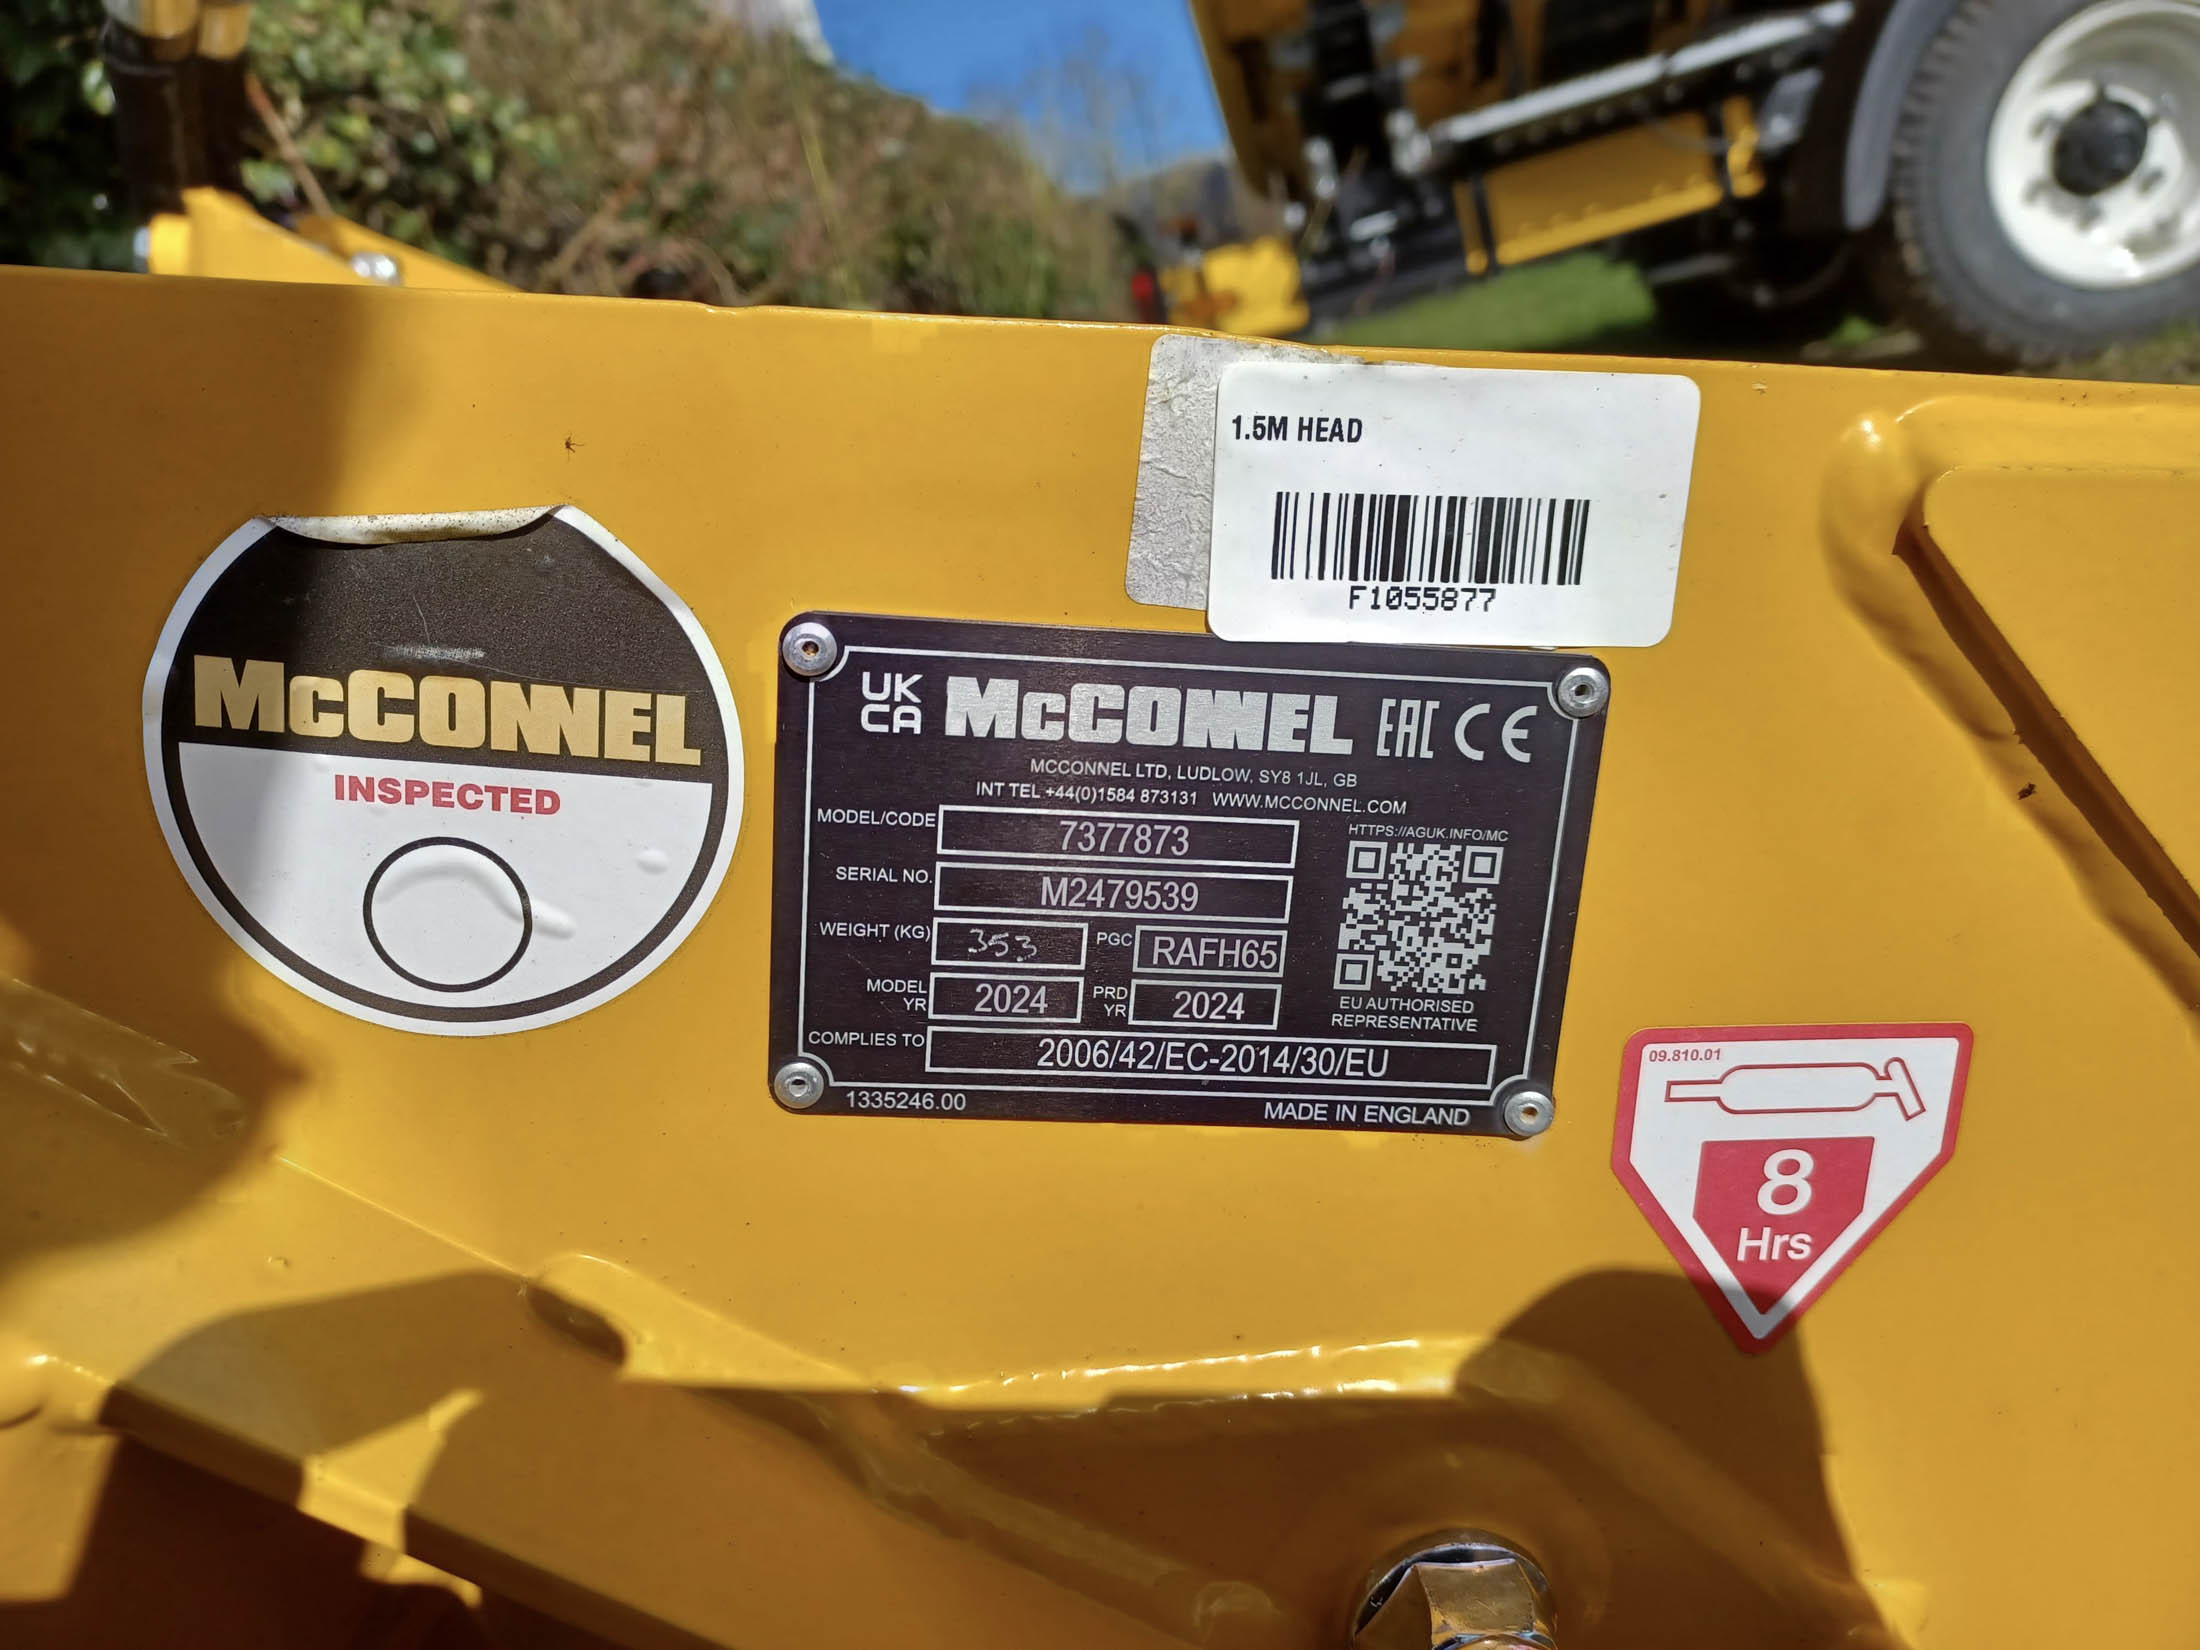 1.5M HEAD
F1055877
McCONNEL
INSPECTED
UK
CA
McCONNEL EAC CE
MCCONNEL LTD, LUDLOW, SY8 1JL, GB
INT TEL +44(0)1584 873131 WWW.MCCONNEL.COM
MODEL/CODE 7377873
HTTPS://AGUK.INFO/MC
SERIAL NO. M2479539
WEIGHT (KG) 353 PGC RAFH65
MODEL YR 2024 PRD YR 2024
EU AUTHORISED
REPRESENTATIVE
COMPLIES TO 2006/42/EC-2014/30/EU
1335246.00 MADE IN ENGLAND
09.810.01
8
Hrs